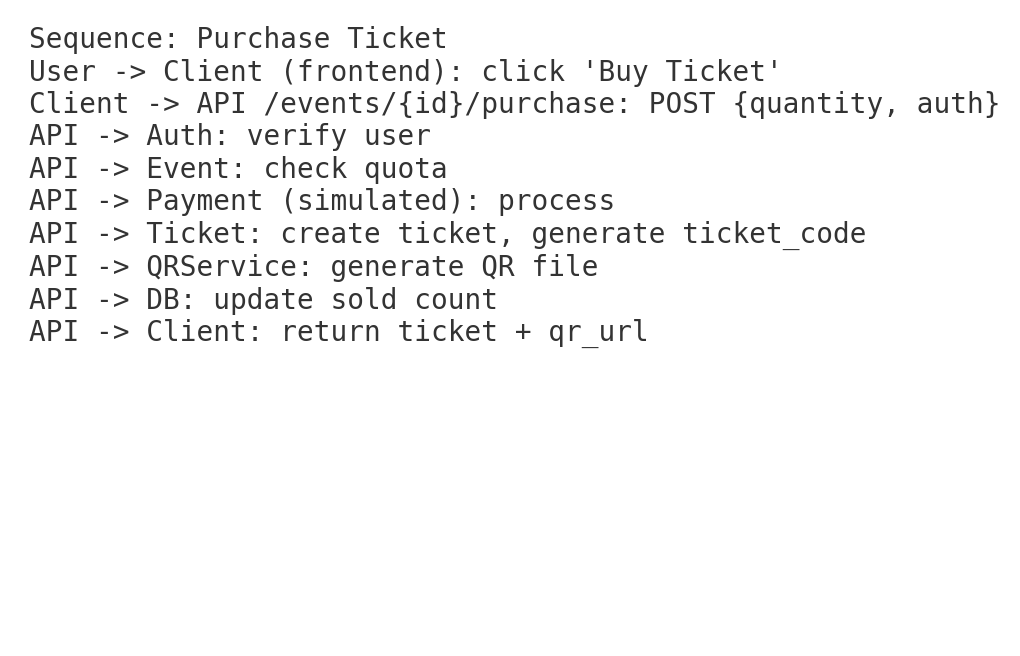 Sequence: Purchase Ticket
User -> Client (frontend): click 'Buy Ticket'
Client -> API /events/{id}/purchase: POST {quantity, auth}
API -> Auth: verify user
API -> Event: check quota
API -> Payment (simulated): process
API -> Ticket: create ticket, generate ticket_code
API -> QRService: generate QR file
API -> DB: update sold count
API -> Client: return ticket + qr_url